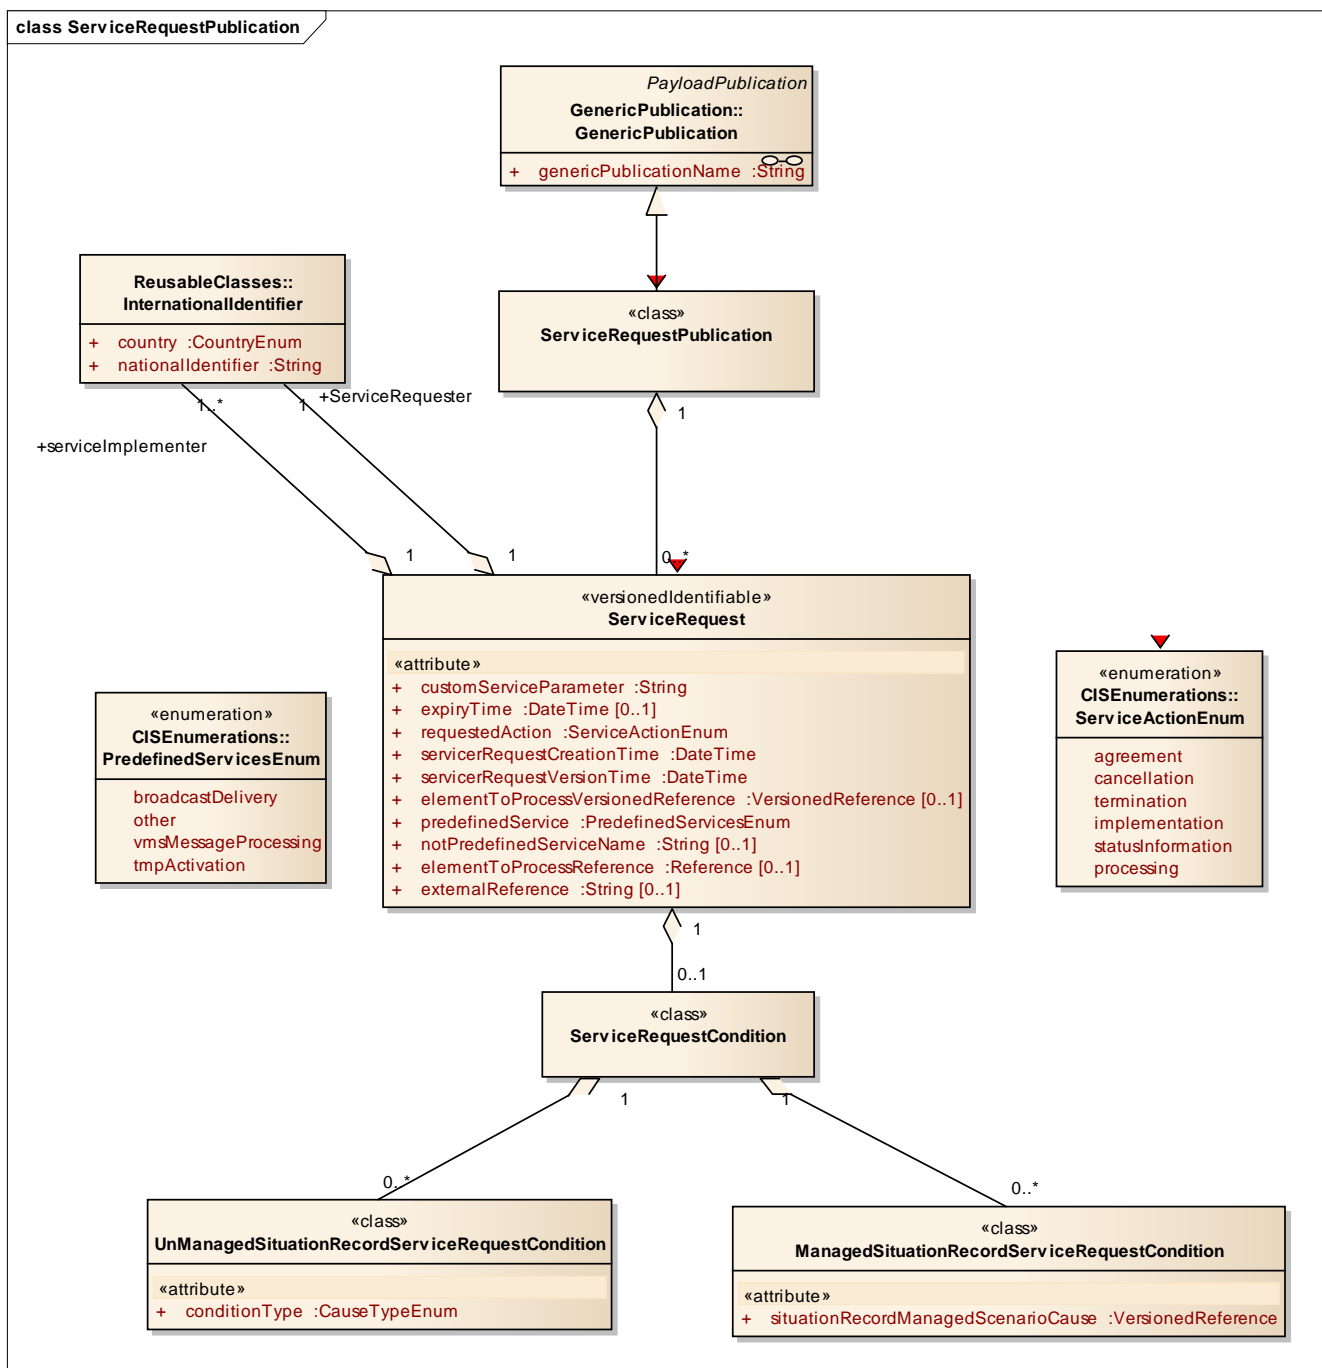 class ServiceRequestPublication
PayloadPublication
GenericPublication::
GenericPublication
+ genericPublicationName :String
ReusableClasses::
InternationalIdentifier
+ country :CountryEnum
+ nationalIdentifier :String
«class»
ServiceRequestPublication
1..*
1
+ServiceRequester
+serviceImplementer
1
1
1
0..*
«versionedIdentifiable»
ServiceRequest
«attribute»
+ customServiceParameter :String
+ expiryTime :DateTime [0..1]
+ requestedAction :ServiceActionEnum
+ servicerRequestCreationTime :DateTime
+ servicerRequestVersionTime :DateTime
+ elementToProcessVersionedReference :VersionedReference [0..1]
+ predefinedService :PredefinedServicesEnum
+ notPredefinedServiceName :String [0..1]
+ elementToProcessReference :Reference [0..1]
+ externalReference :String [0..1]
«enumeration»
CISEnumerations::
PredefinedServicesEnum
broadcastDelivery
other
vmsMessageProcessing
tmpActivation
«enumeration»
CISEnumerations::
ServiceActionEnum
agreement
cancellation
termination
implementation
statusInformation
processing
1
0..1
«class»
ServiceRequestCondition
1
1
0..*
0..*
«class»
UnManagedSituationRecordServiceRequestCondition
«attribute»
+ conditionType :CauseTypeEnum
«class»
ManagedSituationRecordServiceRequestCondition
«attribute»
+ situationRecordManagedScenarioCause :VersionedReference